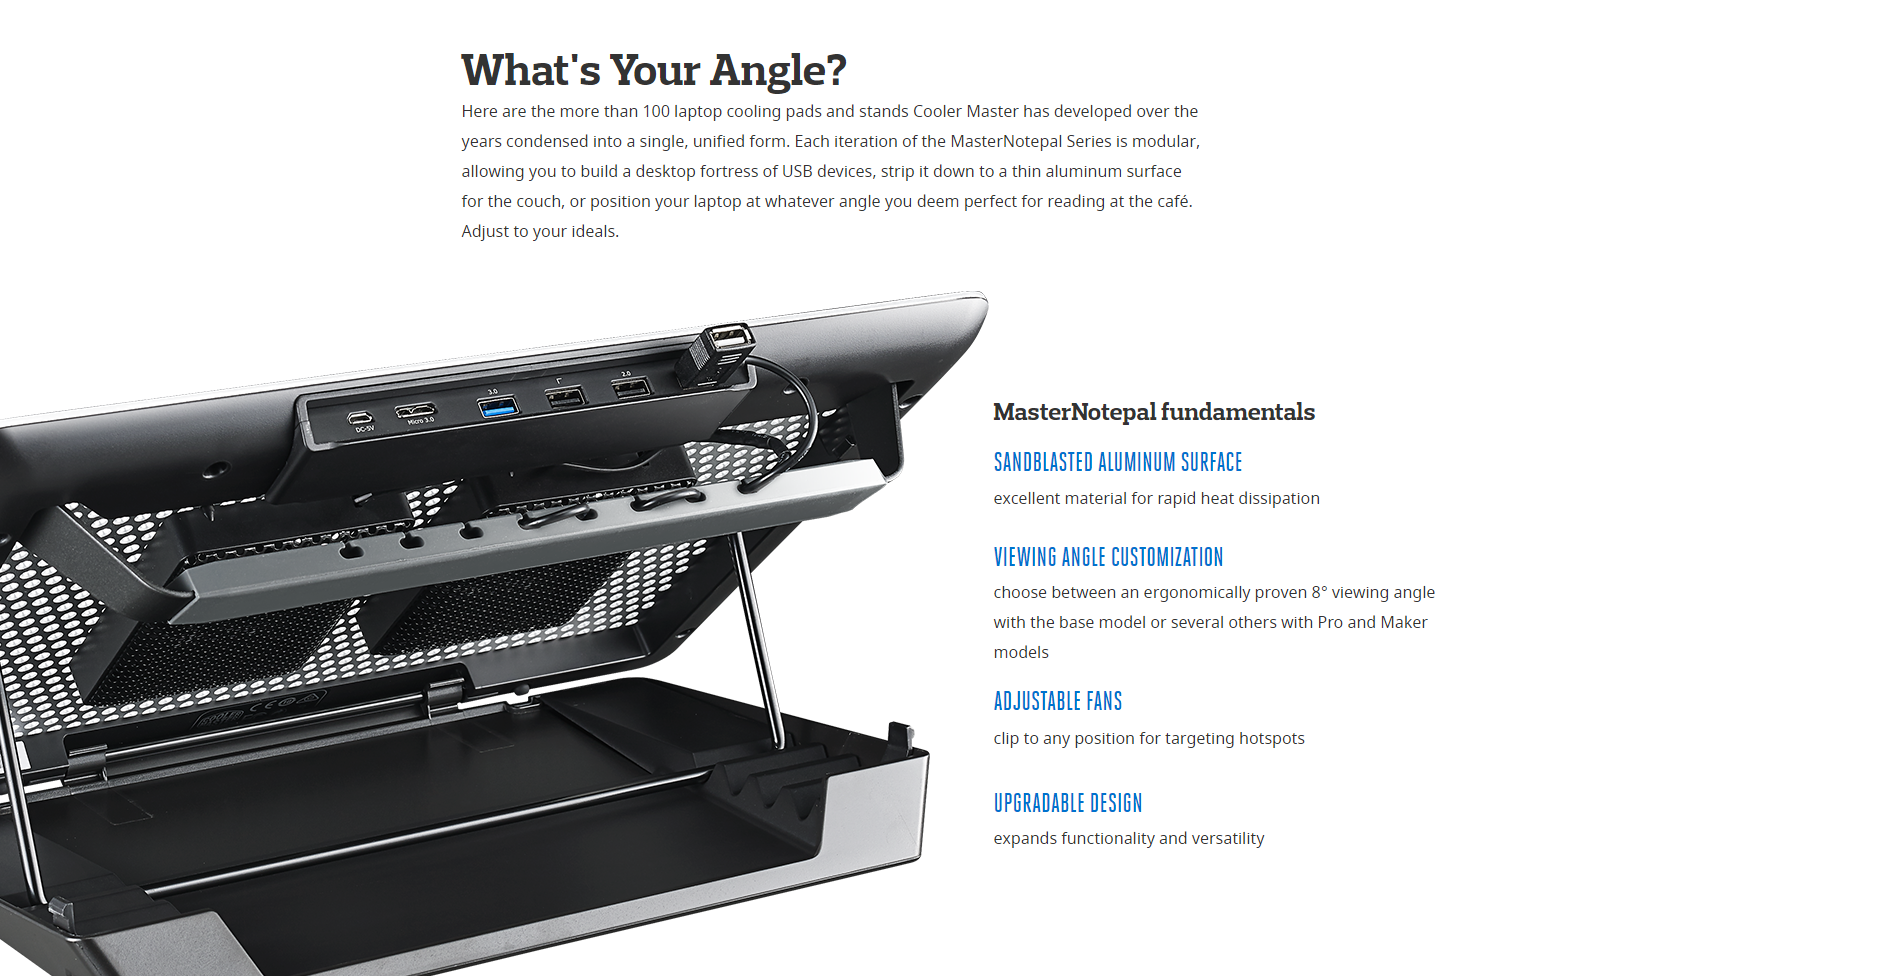 What's Your Angle?
Here are the more than 100 laptop cooling pads and stands Cooler Master has developed over the
years condensed into a single, unified form. Each iteration of the MasterNotepal Series is modular,
allowing you to build a desktop fortress of USB devices, strip it down to a thin aluminum surface
for the couch, or position your laptop at whatever angle you deem perfect for reading at the café.
Adjust to your ideals.
2.0
3.0
Micro 3.0
DC-5V
MasterNotepal fundamentals
SANDBLASTED ALUMINUM SURFACE
excellent material for rapid heat dissipation
VIEWING ANGLE CUSTOMIZATION
choose between an ergonomically proven 8° viewing angle
with the base model or several others with Pro and Maker
models
ADJUSTABLE FANS
clip to any position for targeting hotspots
UPGRADABLE DESIGN
expands functionality and versatility